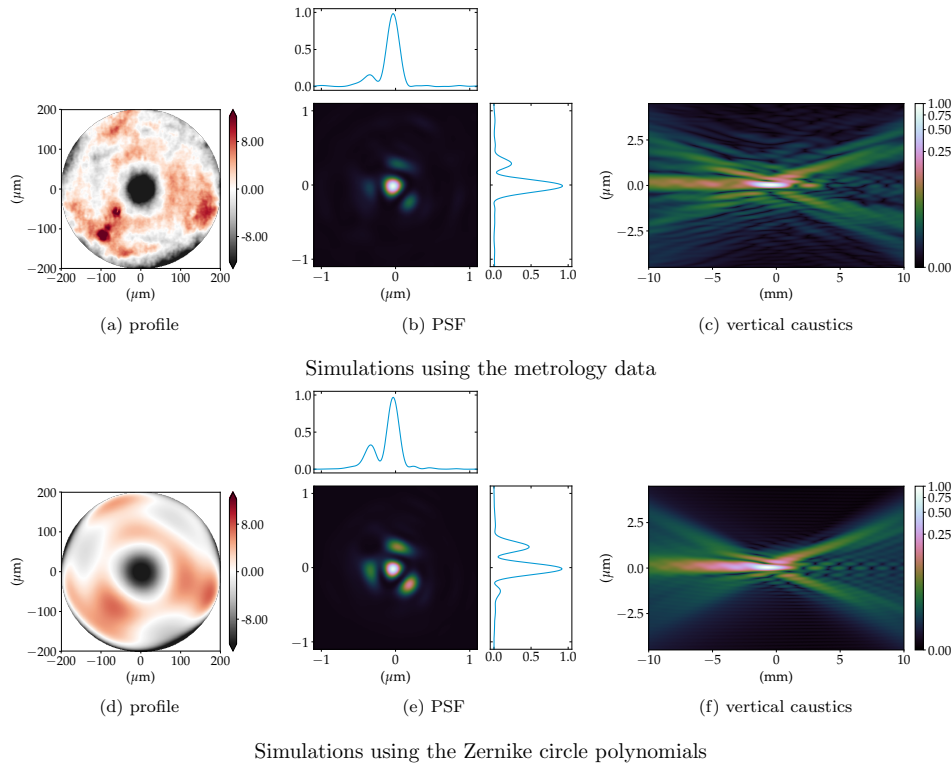 1.0
0.5
0.0
200
100
0
−100
−200
(µm)
8.00
0.00
-8.00
−200 −100 0 100 200
(µm)
1
0
−1
−1 0 1
(µm)
0.0 0.5 1.0
2.5
0.0
−2.5
(µm)
−10 −5 0 5 10
(mm)
1.00
0.75
0.50
0.25
0.00
(a) profile
(b) PSF
(c) vertical caustics
Simulations using the metrology data
1.0
0.5
0.0
200
100
0
−100
−200
(µm)
8.00
0.00
-8.00
−200 −100 0 100 200
(µm)
1
0
−1
−1 0 1
(µm)
0.0 0.5 1.0
2.5
0.0
−2.5
(µm)
−10 −5 0 5 10
(mm)
1.00
0.75
0.50
0.25
0.00
(d) profile
(e) PSF
(f) vertical caustics
Simulations using the Zernike circle polynomials